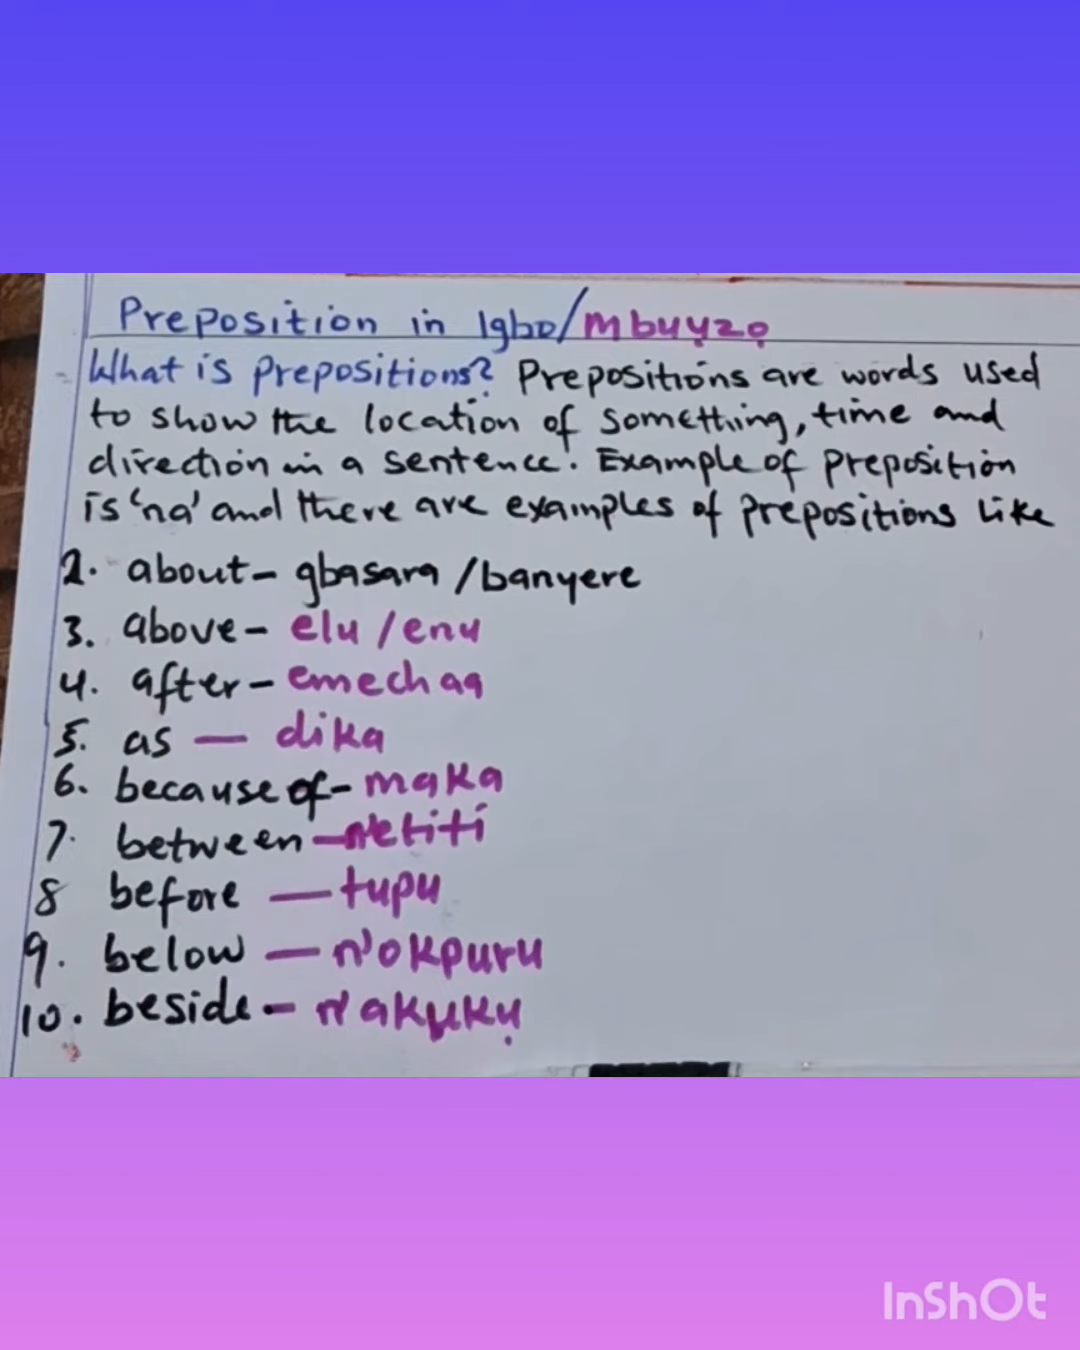 Preposition in Igbo/mbuụzọ
What is prepositions? Prepositions are words used
to show the location of something, time and
direction in a sentence. Example of preposition
is 'na' and there are examples of prepositions like
2. about - gbasara / banyere
3. above - elu / enu
4. after - emechaa
5. as - dika
6. because of - maka
7. between - n'etiti
8 before - tupu
9. below - n'okpuru
10. beside - n'akụkụ
InShOt